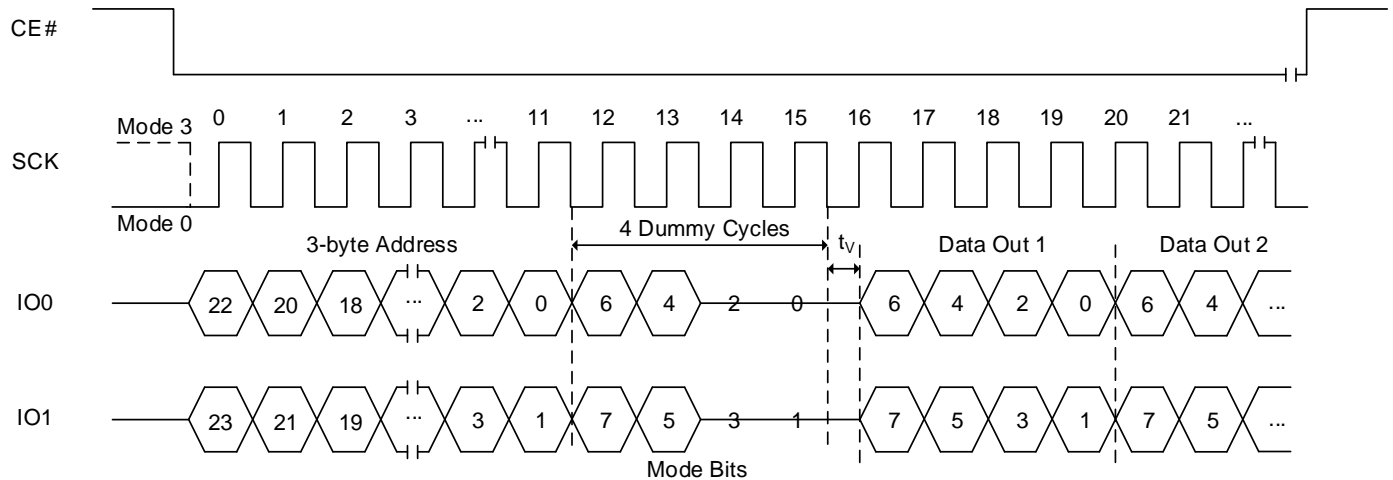 CE#
0 1 2 3 ... 11 12 13 14 15 16 17 18 19 20 21 ...
Mode 3
SCK
Mode 0
3-byte Address 4 Dummy Cycles tV Data Out 1 Data Out 2
IO0 22 20 18 ... 2 0 6 4 2 0 6 4 2 0 6 4 ...
IO1 23 21 19 ... 3 1 7 5 3 1 7 5 3 1 7 5 ...
Mode Bits